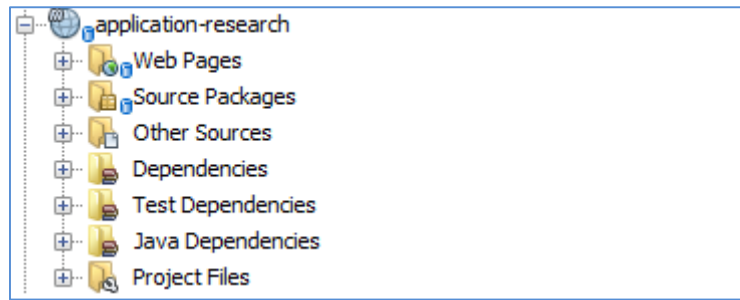 application-research
Web Pages
Source Packages
Other Sources
Dependencies
Test Dependencies
Java Dependencies
Project Files